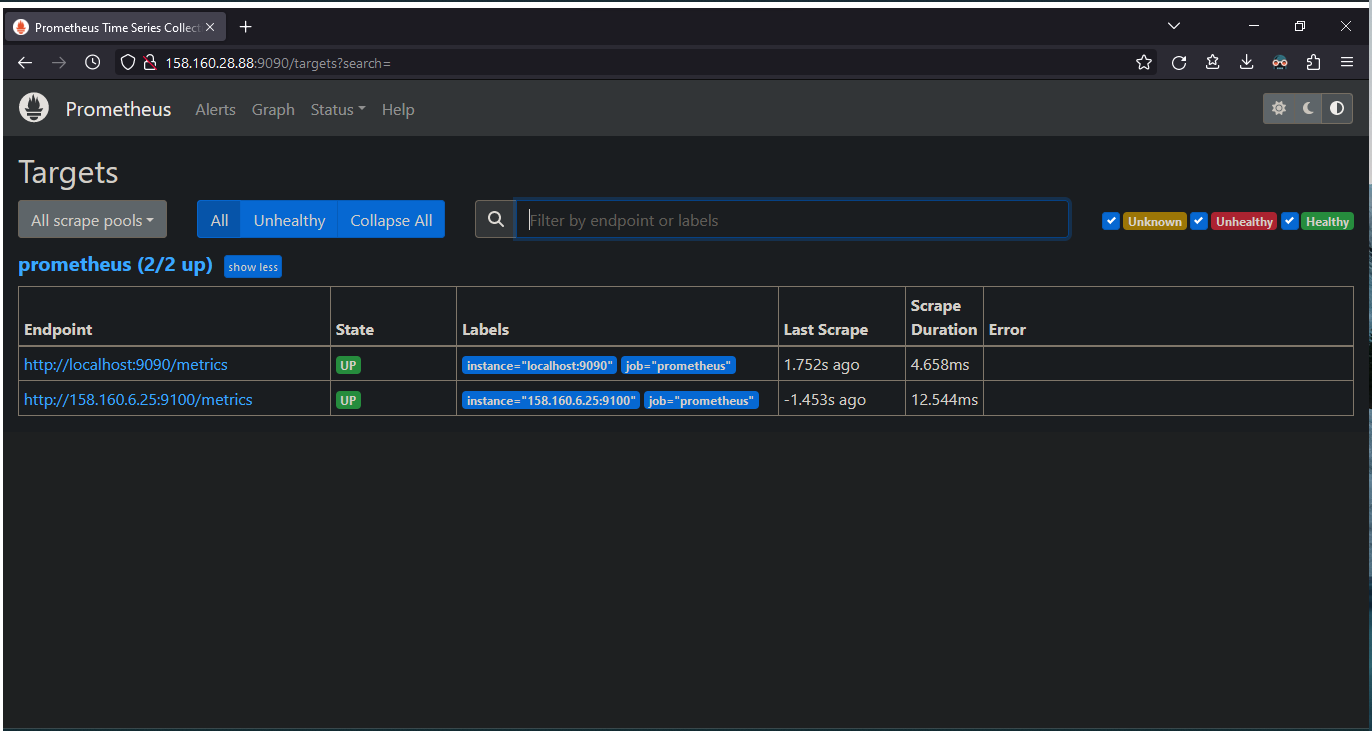 Prometheus Time Series Collect
158.160.28.88:9090/targets?search=
Prometheus Alerts Graph Status Help
Targets
All scrape pools All Unhealthy Collapse All Filter by endpoint or labels Unknown Unhealthy Healthy
prometheus (2/2 up) show less
Endpoint State Labels Last Scrape Scrape Duration Error
http://localhost:9090/metrics UP instance="localhost:9090" job="prometheus" 1.752s ago 4.658ms
http://158.160.6.25:9100/metrics UP instance="158.160.6.25:9100" job="prometheus" -1.453s ago 12.544ms